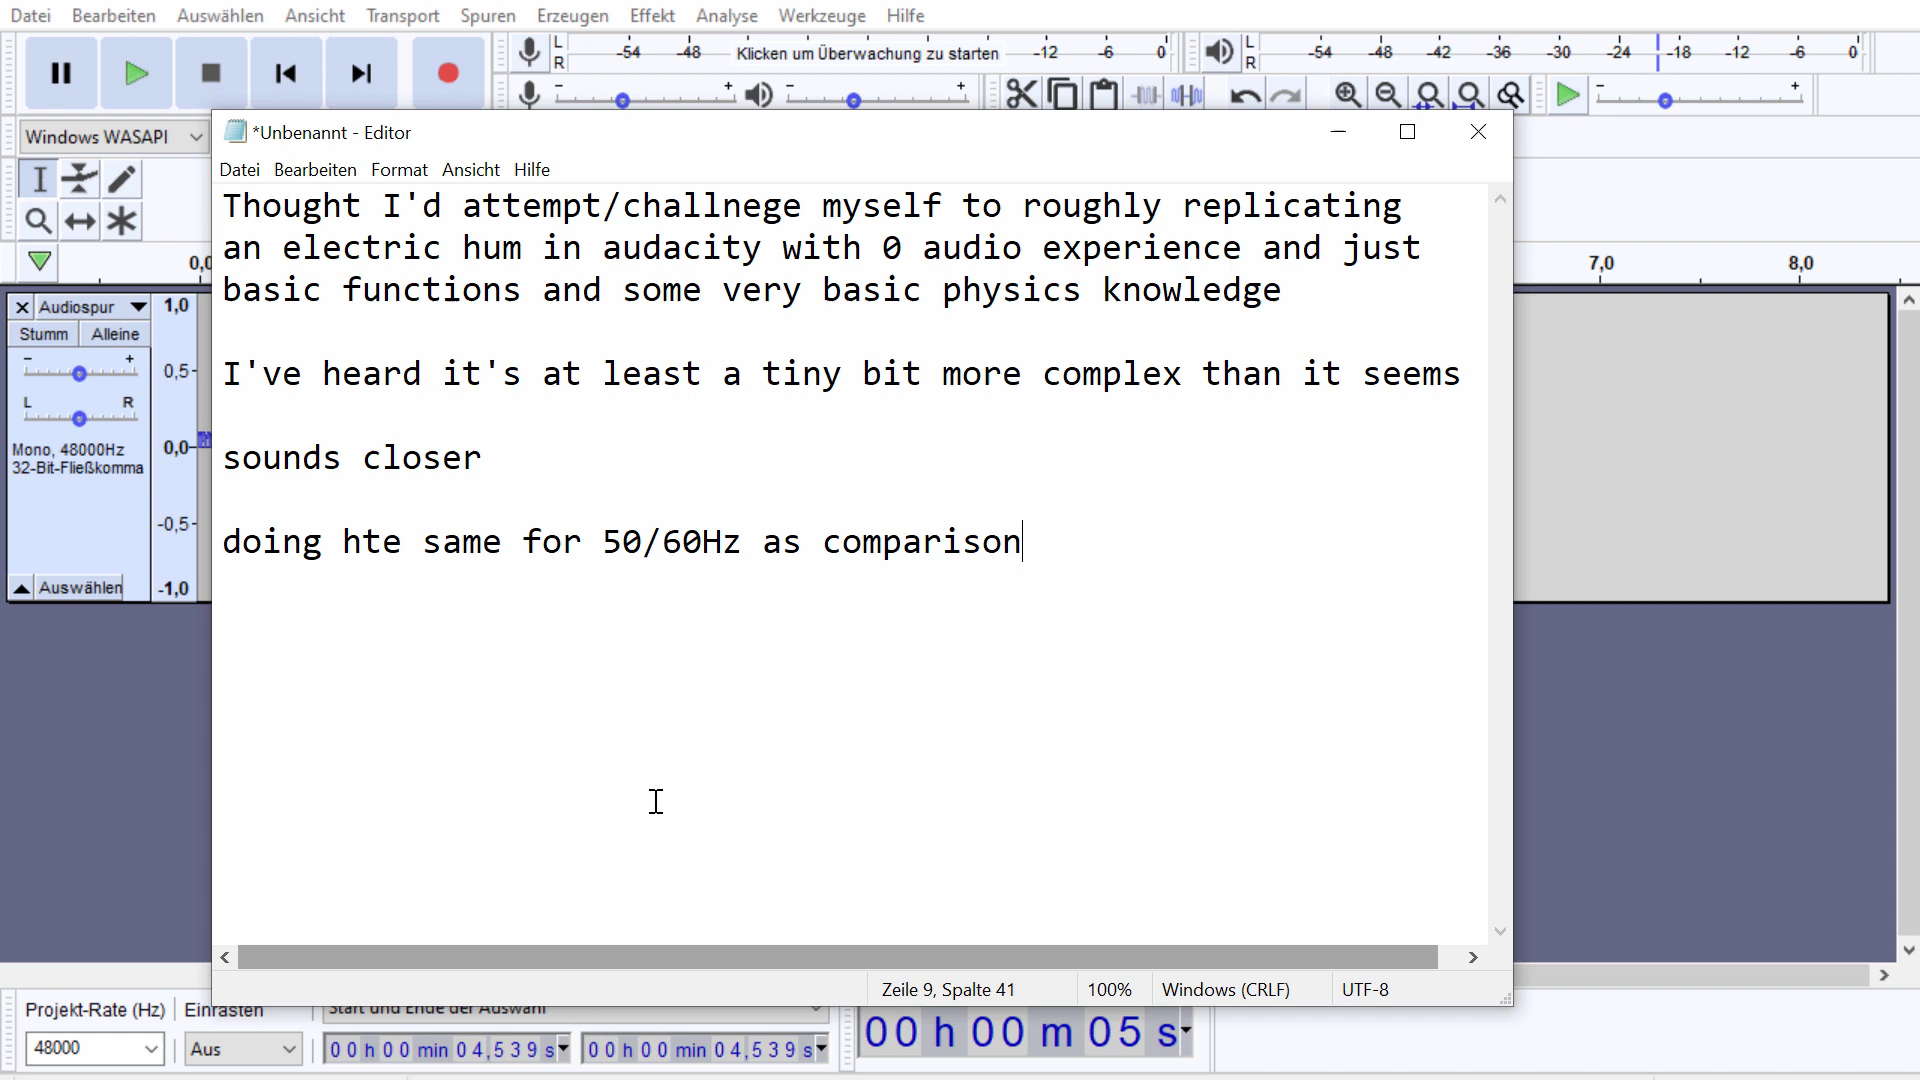 Datei Bearbeiten Auswählen Ansicht Transport Spuren Erzeugen Effekt Analyse Werkzeuge Hilfe
L R -54 -48 Klicken um Überwachung zu starten -12 -6 0
L R -54 -48 -42 -36 -30 -24 -18 -12 -6 0
Windows WASAPI
*Unbenannt - Editor
Datei Bearbeiten Format Ansicht Hilfe
Thought I'd attempt/challnege myself to roughly replicating
an electric hum in audacity with 0 audio experience and just
basic functions and some very basic physics knowledge
I've heard it's at least a tiny bit more complex than it seems
sounds closer
doing hte same for 50/60Hz as comparison
7,0 8,0
Audiospur
Stumm Alleine
L R
Mono, 48000Hz
32-Bit-Fließkomma
Auswählen
1,0
0,5
0,0
-0,5
-1,0
Zeile 9, Spalte 41 100% Windows (CRLF) UTF-8
Projekt-Rate (Hz) Einrasten Start und Ende der Auswahl
48000 Aus 00 h 00 min 04,539 s 00 h 00 min 04,539 s
00 h 00 m 05 s